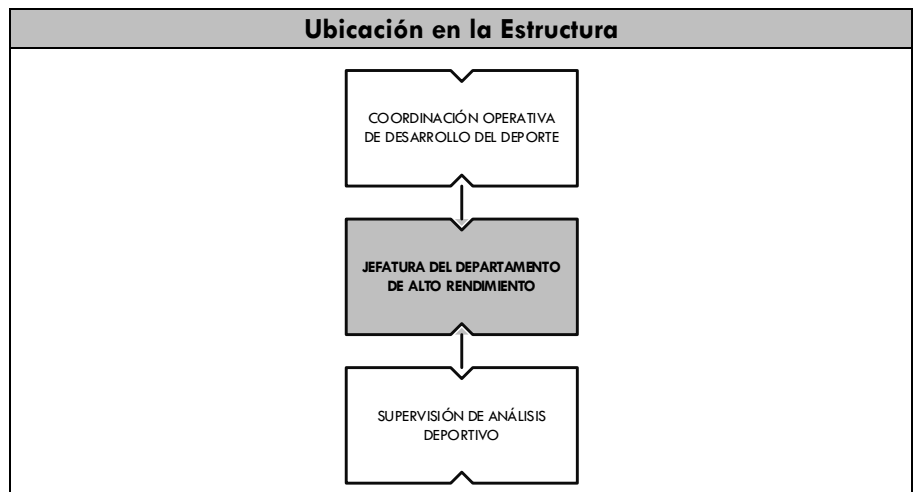 Ubicación en la Estructura
COORDINACIÓN OPERATIVA
DE DESARROLLO DEL DEPORTE
JEFATURA DEL DEPARTAMENTO
DE ALTO RENDIMIENTO
SUPERVISIÓN DE ANÁLISIS
DEPORTIVO